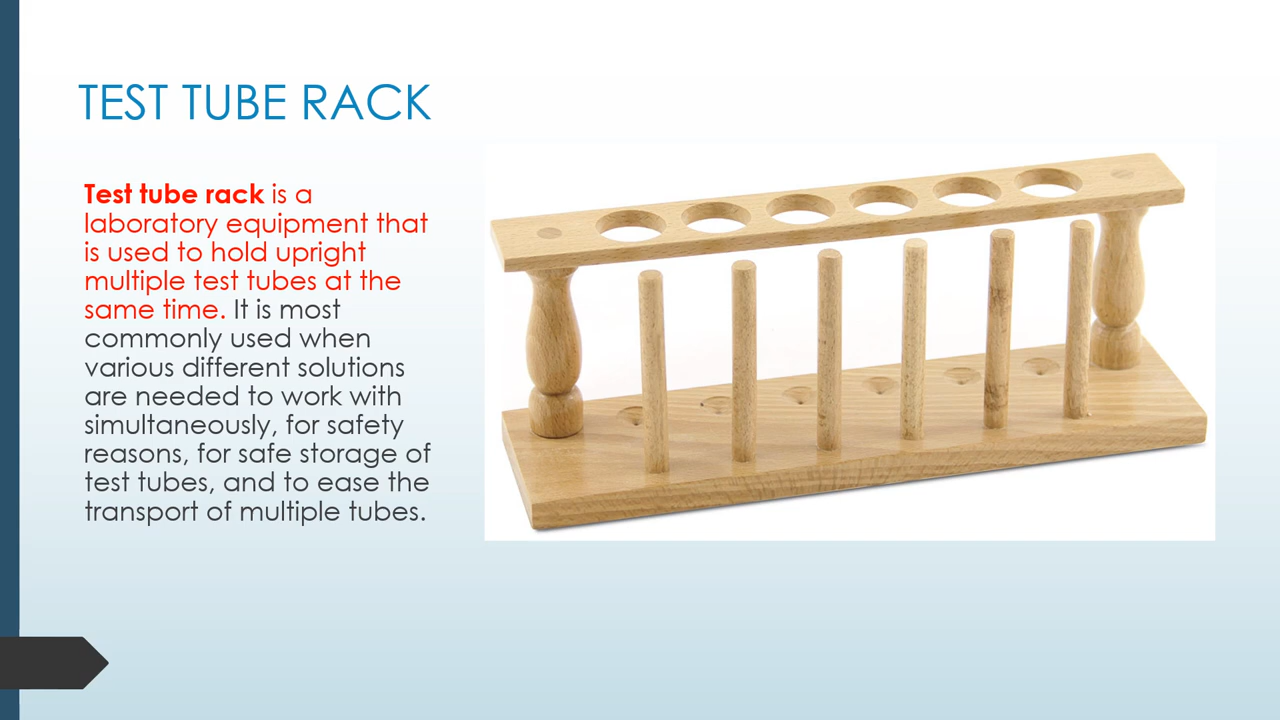 TEST TUBE RACK
Test tube rack is a
laboratory equipment that
is used to hold upright
multiple test tubes at the
same time. It is most
commonly used when
various different solutions
are needed to work with
simultaneously, for safety
reasons, for safe storage of
test tubes, and to ease the
transport of multiple tubes.